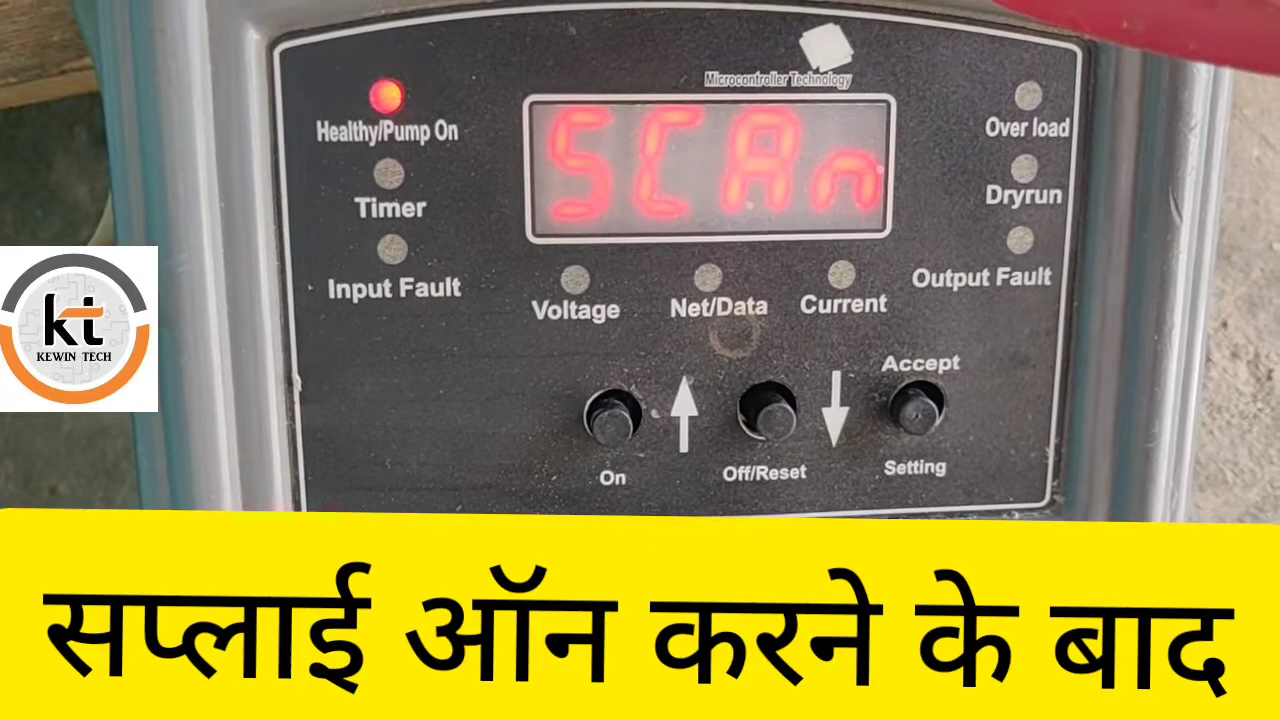 Microcontroller Technology
SCAn
Healthy/Pump On
Timer
Input Fault
Over load
Dryrun
Output Fault
Voltage
Net/Data
Current
Accept
On
Off/Reset
Setting
kt
KEWIN TECH
सप्लाई ऑन करने के बाद